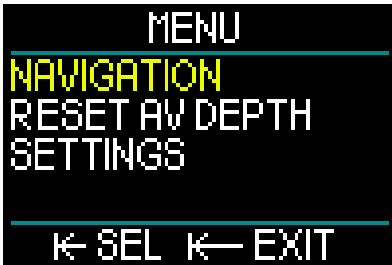 MENU
NAVIGATION
RESET AV DEPTH
SETTINGS
SEL EXIT